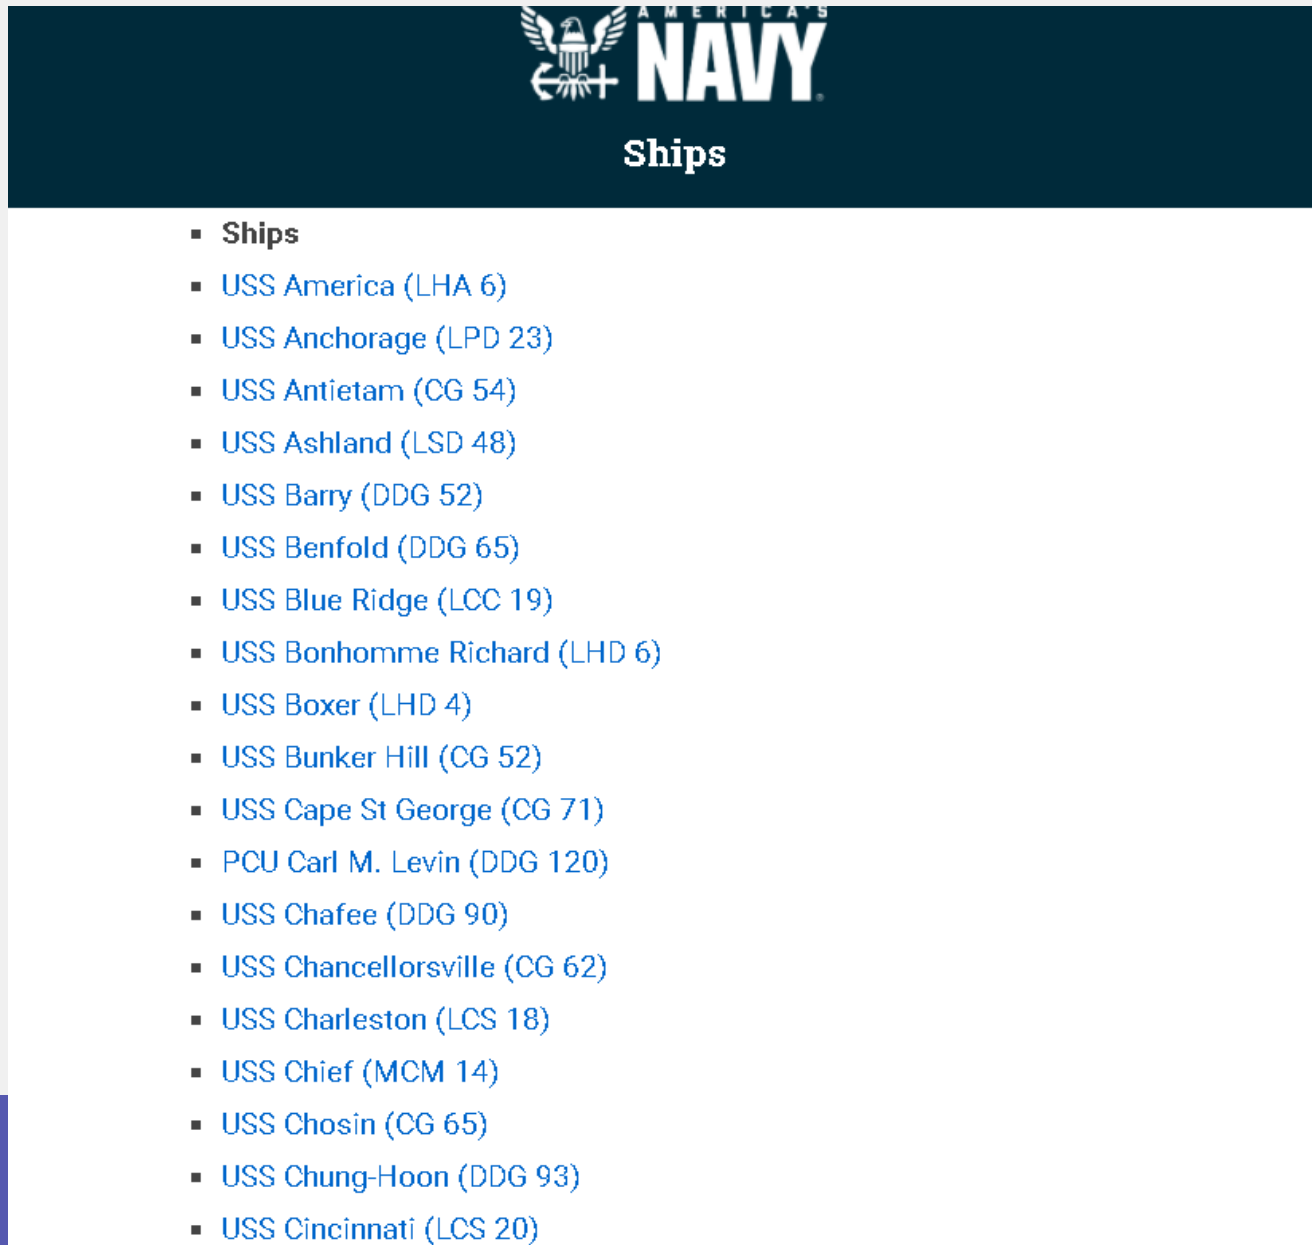 AMERICA'S
NAVY
Ships
Ships
USS America (LHA 6)
USS Anchorage (LPD 23)
USS Antietam (CG 54)
USS Ashland (LSD 48)
USS Barry (DDG 52)
USS Benfold (DDG 65)
USS Blue Ridge (LCC 19)
USS Bonhomme Richard (LHD 6)
USS Boxer (LHD 4)
USS Bunker Hill (CG 52)
USS Cape St George (CG 71)
PCU Carl M. Levin (DDG 120)
USS Chafee (DDG 90)
USS Chancellorsville (CG 62)
USS Charleston (LCS 18)
USS Chief (MCM 14)
USS Chosin (CG 65)
USS Chung-Hoon (DDG 93)
USS Cincinnati (LCS 20)